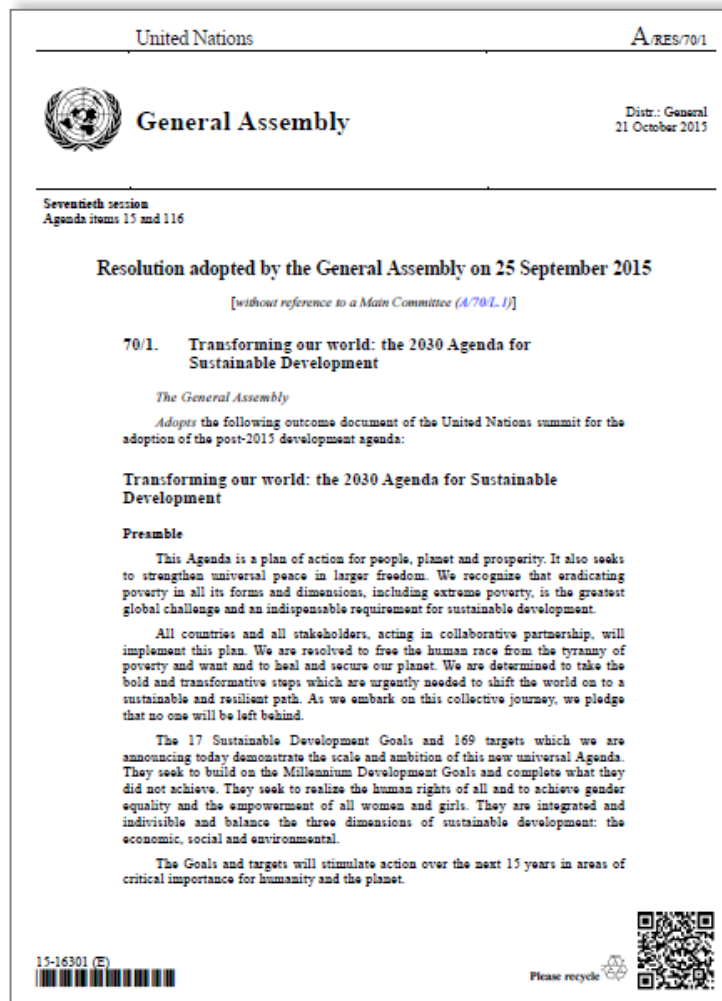 United Nations
A/RES/70/1
General Assembly
Distr.: General
21 October 2015
Seventieth session
Agenda items 15 and 116
Resolution adopted by the General Assembly on 25 September 2015
[without reference to a Main Committee (A/70/L.1)]
70/1. Transforming our world: the 2030 Agenda for
Sustainable Development
The General Assembly
Adopts the following outcome document of the United Nations summit for the
adoption of the post-2015 development agenda:
Transforming our world: the 2030 Agenda for Sustainable
Development
Preamble
This Agenda is a plan of action for people, planet and prosperity. It also seeks
to strengthen universal peace in larger freedom. We recognize that eradicating
poverty in all its forms and dimensions, including extreme poverty, is the greatest
global challenge and an indispensable requirement for sustainable development.
All countries and all stakeholders, acting in collaborative partnership, will
implement this plan. We are resolved to free the human race from the tyranny of
poverty and want and to heal and secure our planet. We are determined to take the
bold and transformative steps which are urgently needed to shift the world on to a
sustainable and resilient path. As we embark on this collective journey, we pledge
that no one will be left behind.
The 17 Sustainable Development Goals and 169 targets which we are
announcing today demonstrate the scale and ambition of this new universal Agenda.
They seek to build on the Millennium Development Goals and complete what they
did not achieve. They seek to realize the human rights of all and to achieve gender
equality and the empowerment of all women and girls. They are integrated and
indivisible and balance the three dimensions of sustainable development: the
economic, social and environmental.
The Goals and targets will stimulate action over the next 15 years in areas of
critical importance for humanity and the planet.
15-16301 (E)
Please recycle